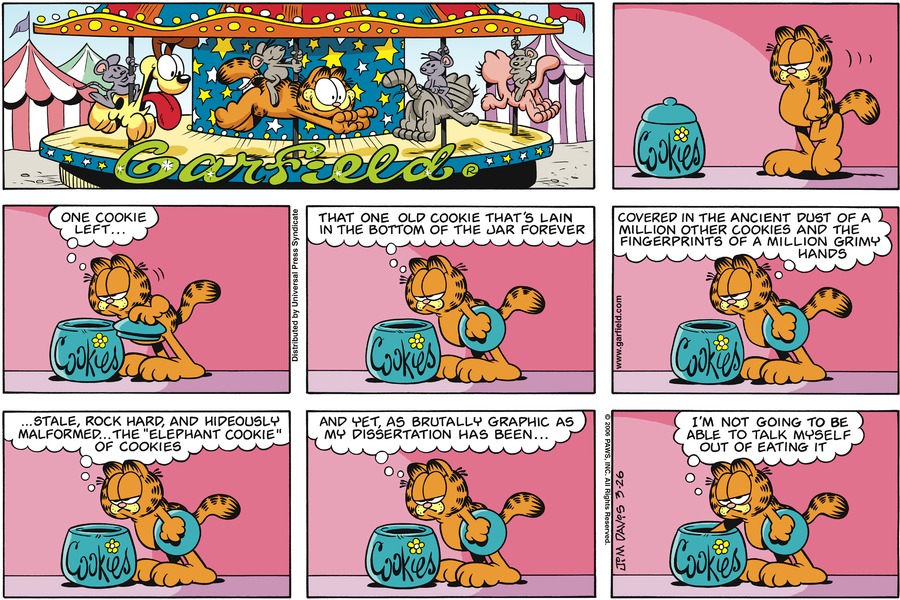 Garfield ®
Cookies
ONE COOKIE
LEFT...
Cookies
Distributed by Universal Press Syndicate
THAT ONE OLD COOKIE THAT'S LAIN
IN THE BOTTOM OF THE JAR FOREVER
Cookies
www.garfield.com
COVERED IN THE ANCIENT DUST OF A
MILLION OTHER COOKIES AND THE
FINGERPRINTS OF A MILLION GRIMY
HANDS
Cookies
...STALE, ROCK HARD, AND HIDEOUSLY
MALFORMED...THE "ELEPHANT COOKIE"
OF COOKIES
Cookies
AND YET, AS BRUTALLY GRAPHIC AS
MY DISSERTATION HAS BEEN...
Cookies
© 2006 PAWS, INC. All Rights Reserved.
JIM DAVIS 3·26
I'M NOT GOING TO BE
ABLE TO TALK MYSELF
OUT OF EATING IT
Cookies